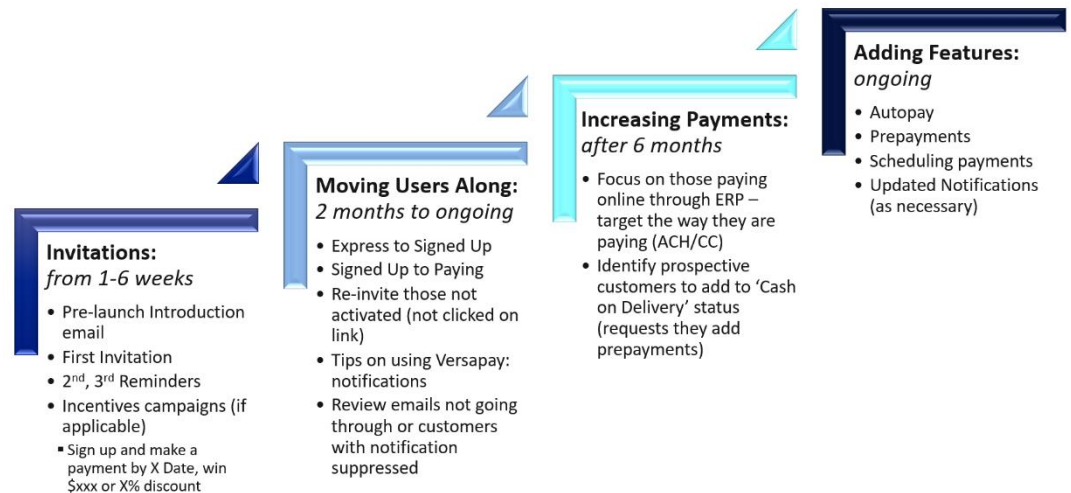 Invitations:
from 1-6 weeks
• Pre-launch Introduction
email
• First Invitation
• 2nd, 3rd Reminders
• Incentives campaigns (if
applicable)
▪ Sign up and make a
payment by X Date, win
$xxx or X% discount
Moving Users Along:
2 months to ongoing
• Express to Signed Up
• Signed Up to Paying
• Re-invite those not
activated (not clicked on
link)
• Tips on using Versapay:
notifications
• Review emails not going
through or customers
with notification
suppressed
Increasing Payments:
after 6 months
• Focus on those paying
online through ERP –
target the way they are
paying (ACH/CC)
• Identify prospective
customers to add to ‘Cash
on Delivery’ status
(requests they add
prepayments)
Adding Features:
ongoing
• Autopay
• Prepayments
• Scheduling payments
• Updated Notifications
(as necessary)